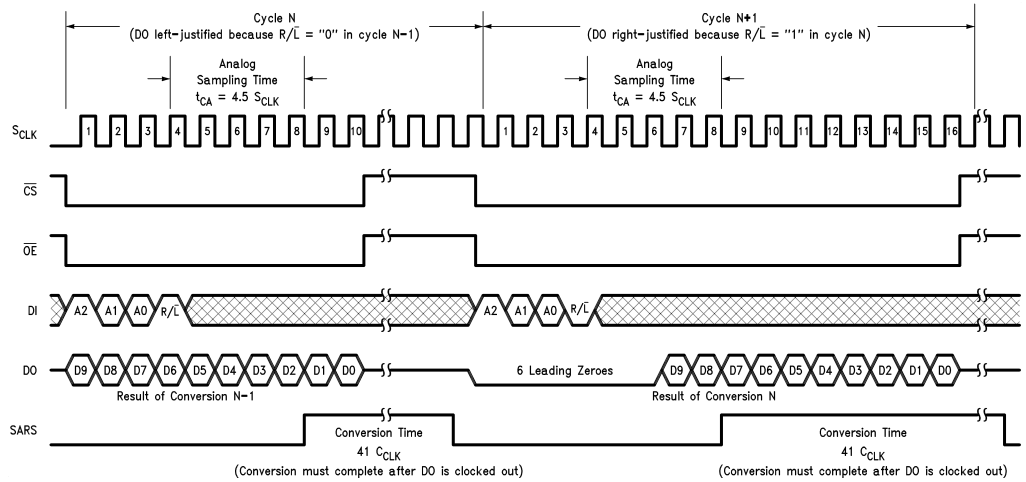 Cycle N
(DO left-justified because R/L̅ = "0" in cycle N-1)
Cycle N+1
(DO right-justified because R/L̅ = "1" in cycle N)
Analog
Sampling Time
tCA = 4.5 SCLK
Analog
Sampling Time
tCA = 4.5 SCLK
SCLK 1 2 3 4 5 6 7 8 9 10 1 2 3 4 5 6 7 8 9 10 11 12 13 14 15 16
C̅S̅
O̅E̅
DI A2 A1 A0 R/L̅ A2 A1 A0 R/L̅
DO D9 D8 D7 D6 D5 D4 D3 D2 D1 D0 6 Leading Zeroes D9 D8 D7 D6 D5 D4 D3 D2 D1 D0
Result of Conversion N-1
Result of Conversion N
SARS
Conversion Time
41 CCLK
(Conversion must complete after DO is clocked out)
Conversion Time
41 CCLK
(Conversion must complete after DO is clocked out)